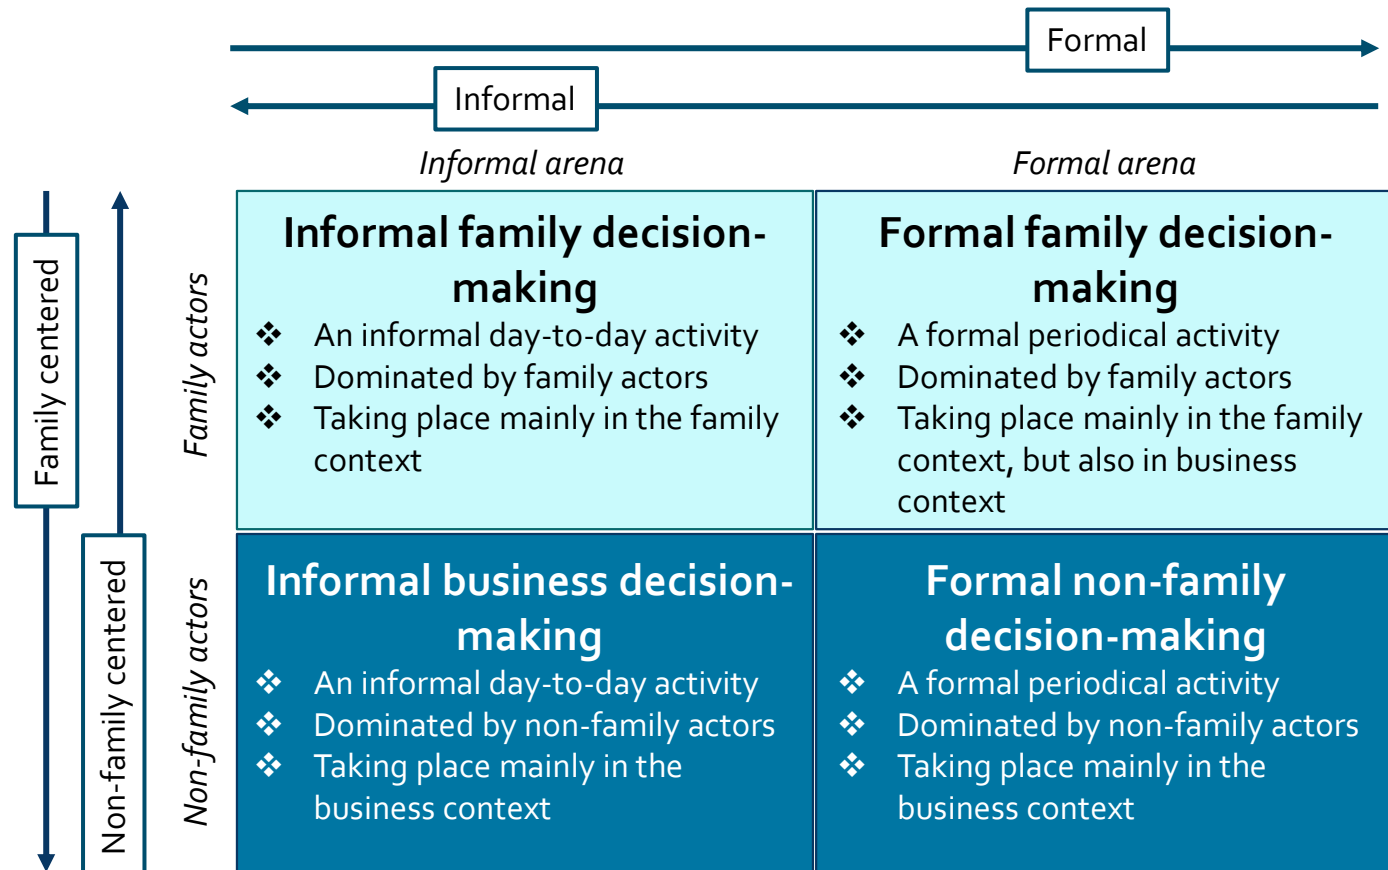 Formal
Informal
Informal arena
Formal arena
Family centered
Non-family centered
Family actors
Non-family actors
Informal family decision-
making
❖ An informal day-to-day activity
❖ Dominated by family actors
❖ Taking place mainly in the family
context
Formal family decision-
making
❖ A formal periodical activity
❖ Dominated by family actors
❖ Taking place mainly in the family
context, but also in business
context
Informal business decision-
making
❖ An informal day-to-day activity
❖ Dominated by non-family actors
❖ Taking place mainly in the
business context
Formal non-family
decision-making
❖ A formal periodical activity
❖ Dominated by non-family actors
❖ Taking place mainly in the
business context